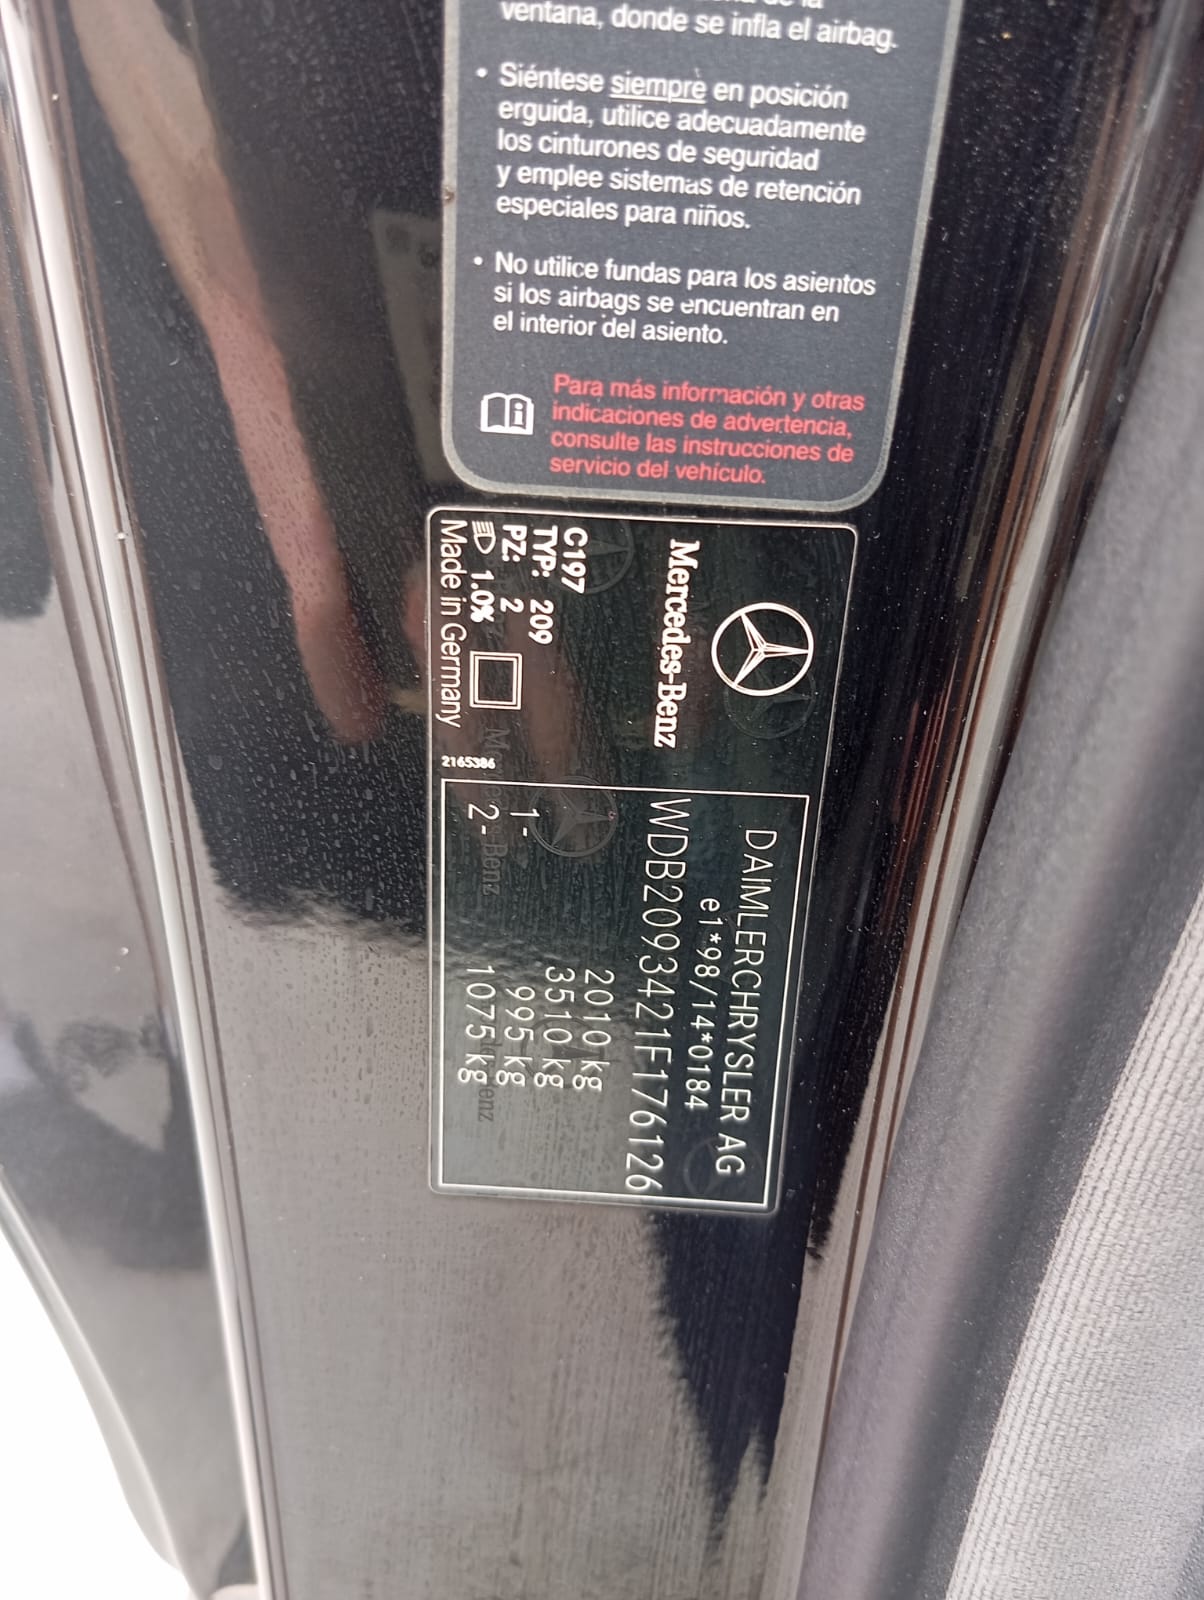 ventana, donde se infla el airbag.
• Siéntese siempre en posición
erguida, utilice adecuadamente
los cinturones de seguridad
y emplee sistemas de retención
especiales para niños.
• No utilice fundas para los asientos
si los airbags se encuentran en
el interior del asiento.
Para más información y otras
indicaciones de advertencia,
consulte las instrucciones de
servicio del vehículo.
Mercedes-Benz
C197
TYP: 209
PZ: 2
1.0%
Made in Germany
2165386
DAIMLERCHRYSLER AG
e1*98/14*0184
WDB2093421F176126
2010 kg
3510 kg
1- 995 kg
2- 1075 kg